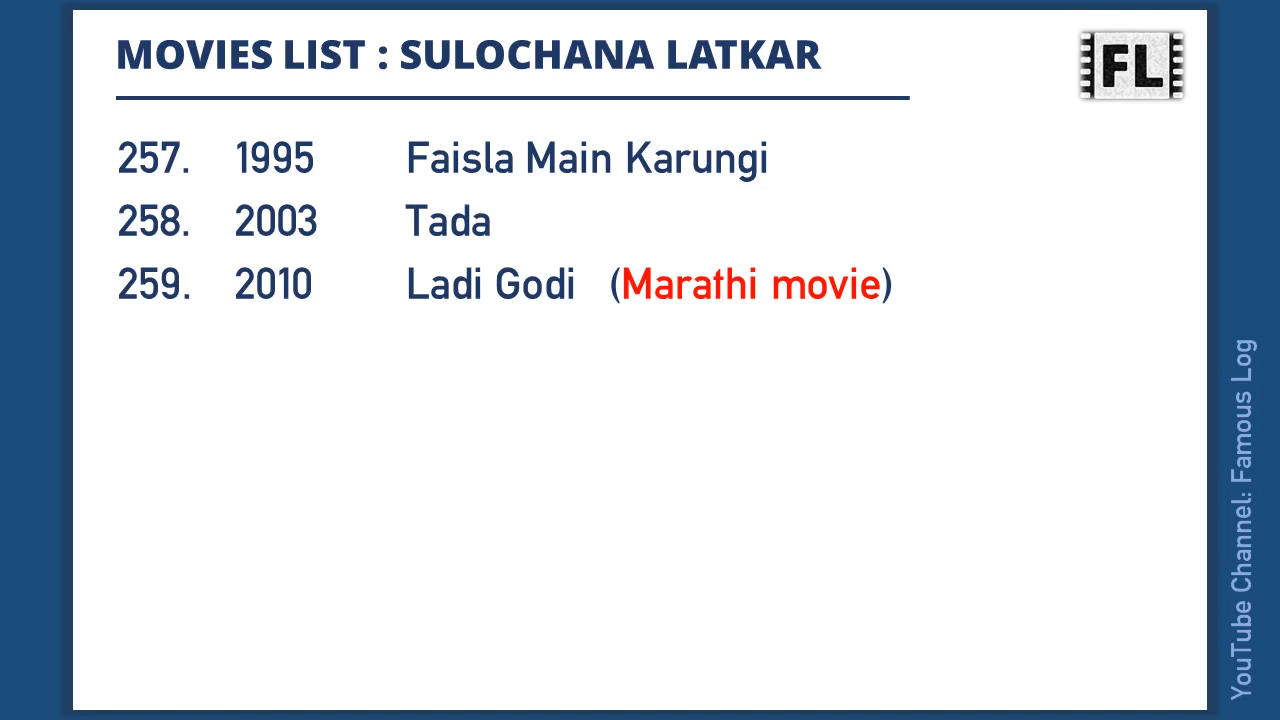 MOVIES LIST : SULOCHANA LATKAR
FL
257. 1995 Faisla Main Karungi
258. 2003 Tada
259. 2010 Ladi Godi (Marathi movie)
YouTube Channel: Famous Log